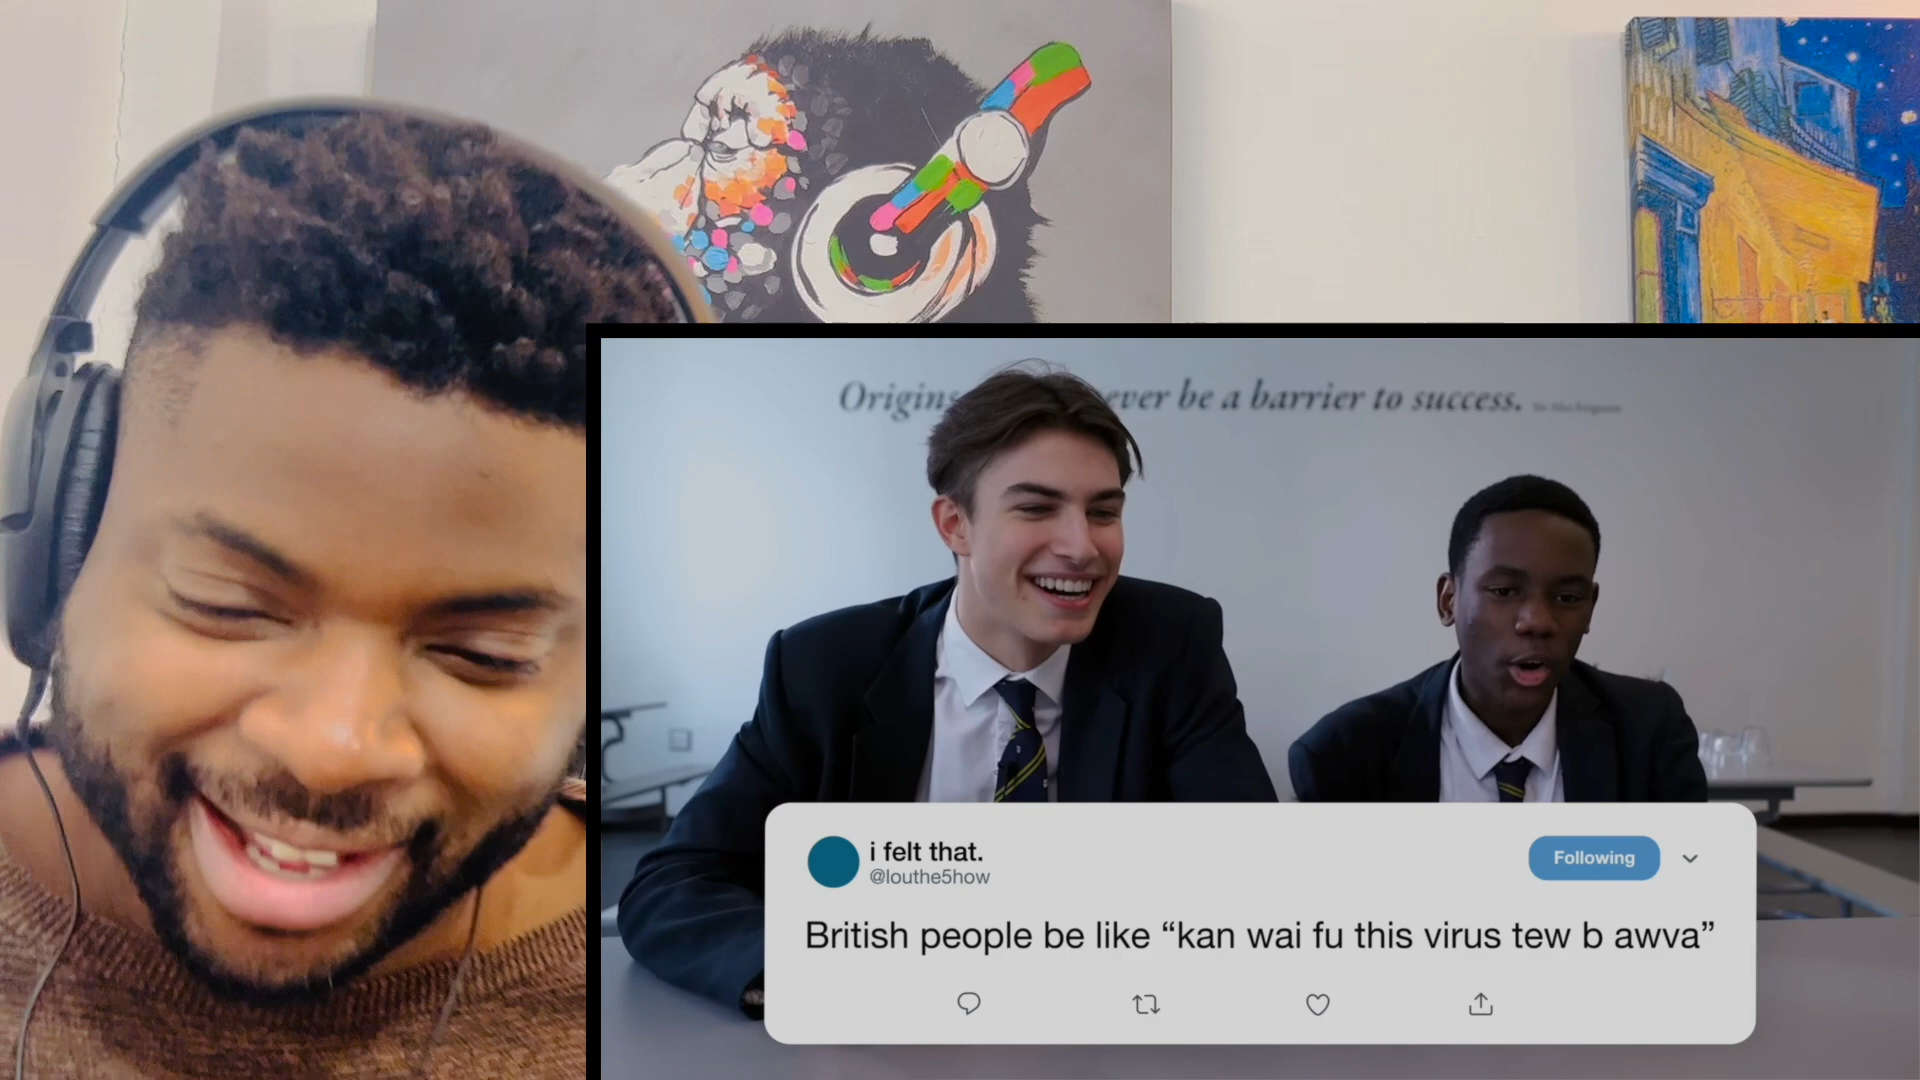 Origins ever be a barrier to success.
i felt that.
@louthe5how
Following
British people be like “kan wai fu this virus tew b awva”